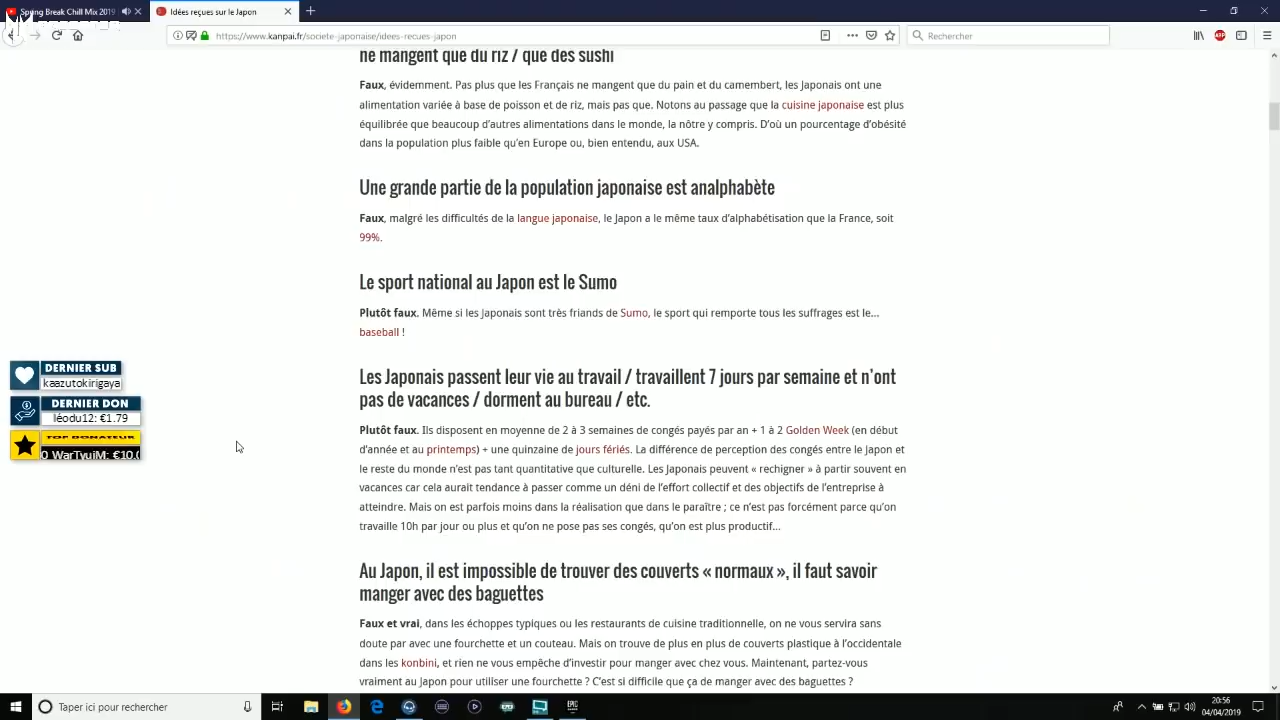 Spring Break Chill Mix 2019
Idées reçues sur le Japon
https://www.kanpai.fr/societe-japonaise/idees-recues-japon
Rechercher
ABP
ne mangent que du riz / que des sushi
Faux, évidemment. Pas plus que les Français ne mangent que du pain et du camembert, les Japonais ont une
alimentation variée à base de poisson et de riz, mais pas que. Notons au passage que la cuisine japonaise est plus
équilibrée que beaucoup d'autres alimentations dans le monde, la nôtre y compris. D'où un pourcentage d'obésité
dans la population plus faible qu'en Europe ou, bien entendu, aux USA.
Une grande partie de la population japonaise est analphabète
Faux, malgré les difficultés de la langue japonaise, le Japon a le même taux d'alphabétisation que la France, soit
99%.
Le sport national au Japon est le Sumo
Plutôt faux. Même si les Japonais sont très friands de Sumo, le sport qui remporte tous les suffrages est le...
baseball !
DERNIER SUB
kaazutokirigaya
DERNIER DON
léodu12: €1.79
TOP DONATEUR
0 WarTyuiM: €10.
Les Japonais passent leur vie au travail / travaillent 7 jours par semaine et n'ont
pas de vacances / dorment au bureau / etc.
Plutôt faux. Ils disposent en moyenne de 2 à 3 semaines de congés payés par an + 1 à 2 Golden Week (en début
d'année et au printemps) + une quinzaine de jours fériés. La différence de perception des congés entre le Japon et
le reste du monde n'est pas tant quantitative que culturelle. Les Japonais peuvent « rechigner » à partir souvent en
vacances car cela aurait tendance à passer comme un déni de l'effort collectif et des objectifs de l'entreprise à
atteindre. Mais on est parfois moins dans la réalisation que dans le paraître ; ce n'est pas forcément parce qu'on
travaille 10h par jour ou plus et qu'on ne pose pas ses congés, qu'on est plus productif...
Au Japon, il est impossible de trouver des couverts « normaux », il faut savoir
manger avec des baguettes
Faux et vrai, dans les échoppes typiques ou les restaurants de cuisine traditionnelle, on ne vous servira sans
doute par avec une fourchette et un couteau. Mais on trouve de plus en plus de couverts plastique à l'occidentale
dans les konbini, et rien ne vous empêche d'investir pour manger avec chez vous. Maintenant, partez-vous
vraiment au Japon pour utiliser une fourchette ? C'est si difficile que ça de manger avec des baguettes ?
Taper ici pour rechercher
EPIC
20:56
04/04/2019